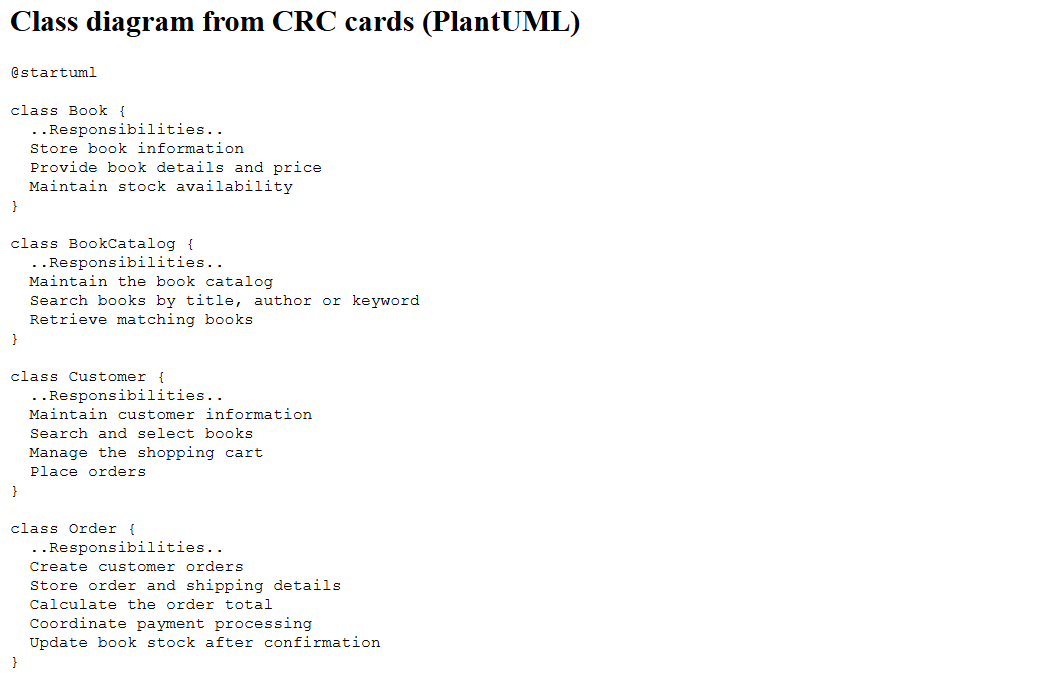 Class diagram from CRC cards (PlantUML)
@startuml
class Book {
..Responsibilities..
Store book information
Provide book details and price
Maintain stock availability
}
class BookCatalog {
..Responsibilities..
Maintain the book catalog
Search books by title, author or keyword
Retrieve matching books
}
class Customer {
..Responsibilities..
Maintain customer information
Search and select books
Manage the shopping cart
Place orders
}
class Order {
..Responsibilities..
Create customer orders
Store order and shipping details
Calculate the order total
Coordinate payment processing
Update book stock after confirmation
}